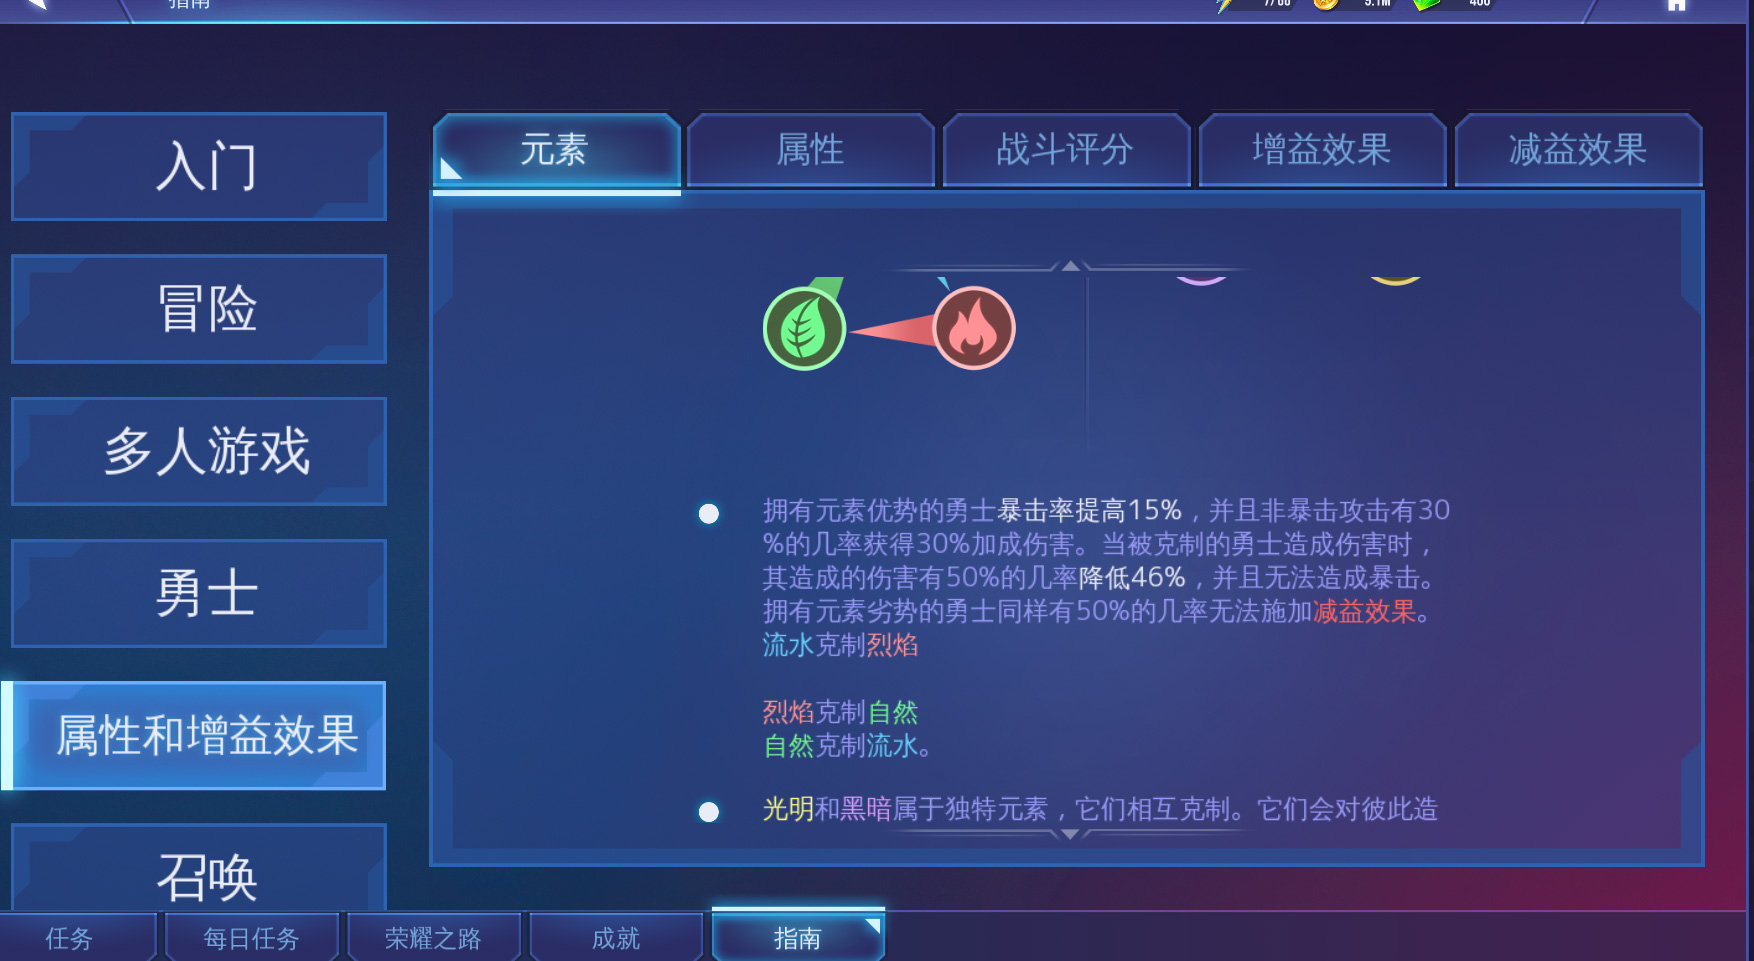 指南
400
入门
冒险
多人游戏
勇士
属性和增益效果
召唤
元素
属性
战斗评分
增益效果
减益效果
拥有元素优势的勇士暴击率提高15%，并且非暴击攻击有30
%的几率获得30%加成伤害。当被克制的勇士造成伤害时，
其造成的伤害有50%的几率降低46%，并且无法造成暴击。
拥有元素劣势的勇士同样有50%的几率无法施加减益效果。
流水克制烈焰
烈焰克制自然
自然克制流水。
光明和黑暗属于独特元素，它们相互克制。它们会对彼此造
任务
每日任务
荣耀之路
成就
指南